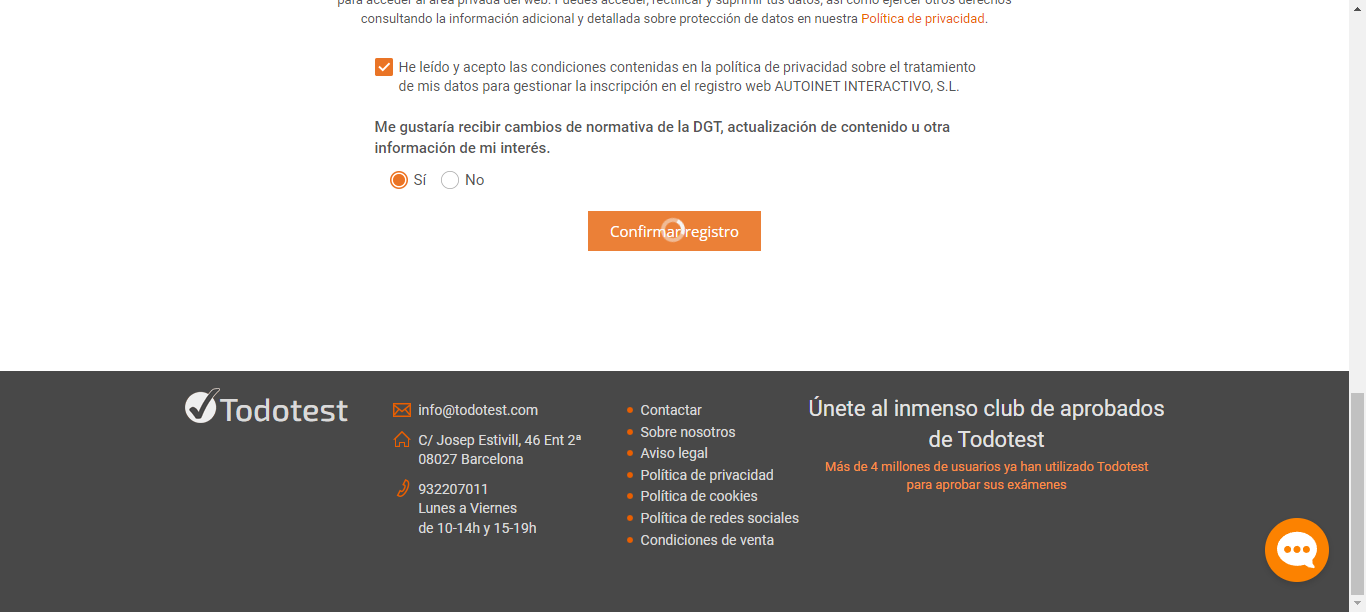 para acceder al área privada del web. Puedes acceder, rectificar y suprimir tus datos, así como ejercer otros derechos
consultando la información adicional y detallada sobre protección de datos en nuestra Política de privacidad.
He leído y acepto las condiciones contenidas en la política de privacidad sobre el tratamiento
de mis datos para gestionar la inscripción en el registro web AUTOINET INTERACTIVO, S.L.
Me gustaría recibir cambios de normativa de la DGT, actualización de contenido u otra
información de mi interés.
Sí No
Confirmar registro
Todotest
info@todotest.com
C/ Josep Estivill, 46 Ent 2ª
08027 Barcelona
932207011
Lunes a Viernes
de 10-14h y 15-19h
Contactar
Sobre nosotros
Aviso legal
Política de privacidad
Política de cookies
Política de redes sociales
Condiciones de venta
Únete al inmenso club de aprobados
de Todotest
Más de 4 millones de usuarios ya han utilizado Todotest
para aprobar sus exámenes